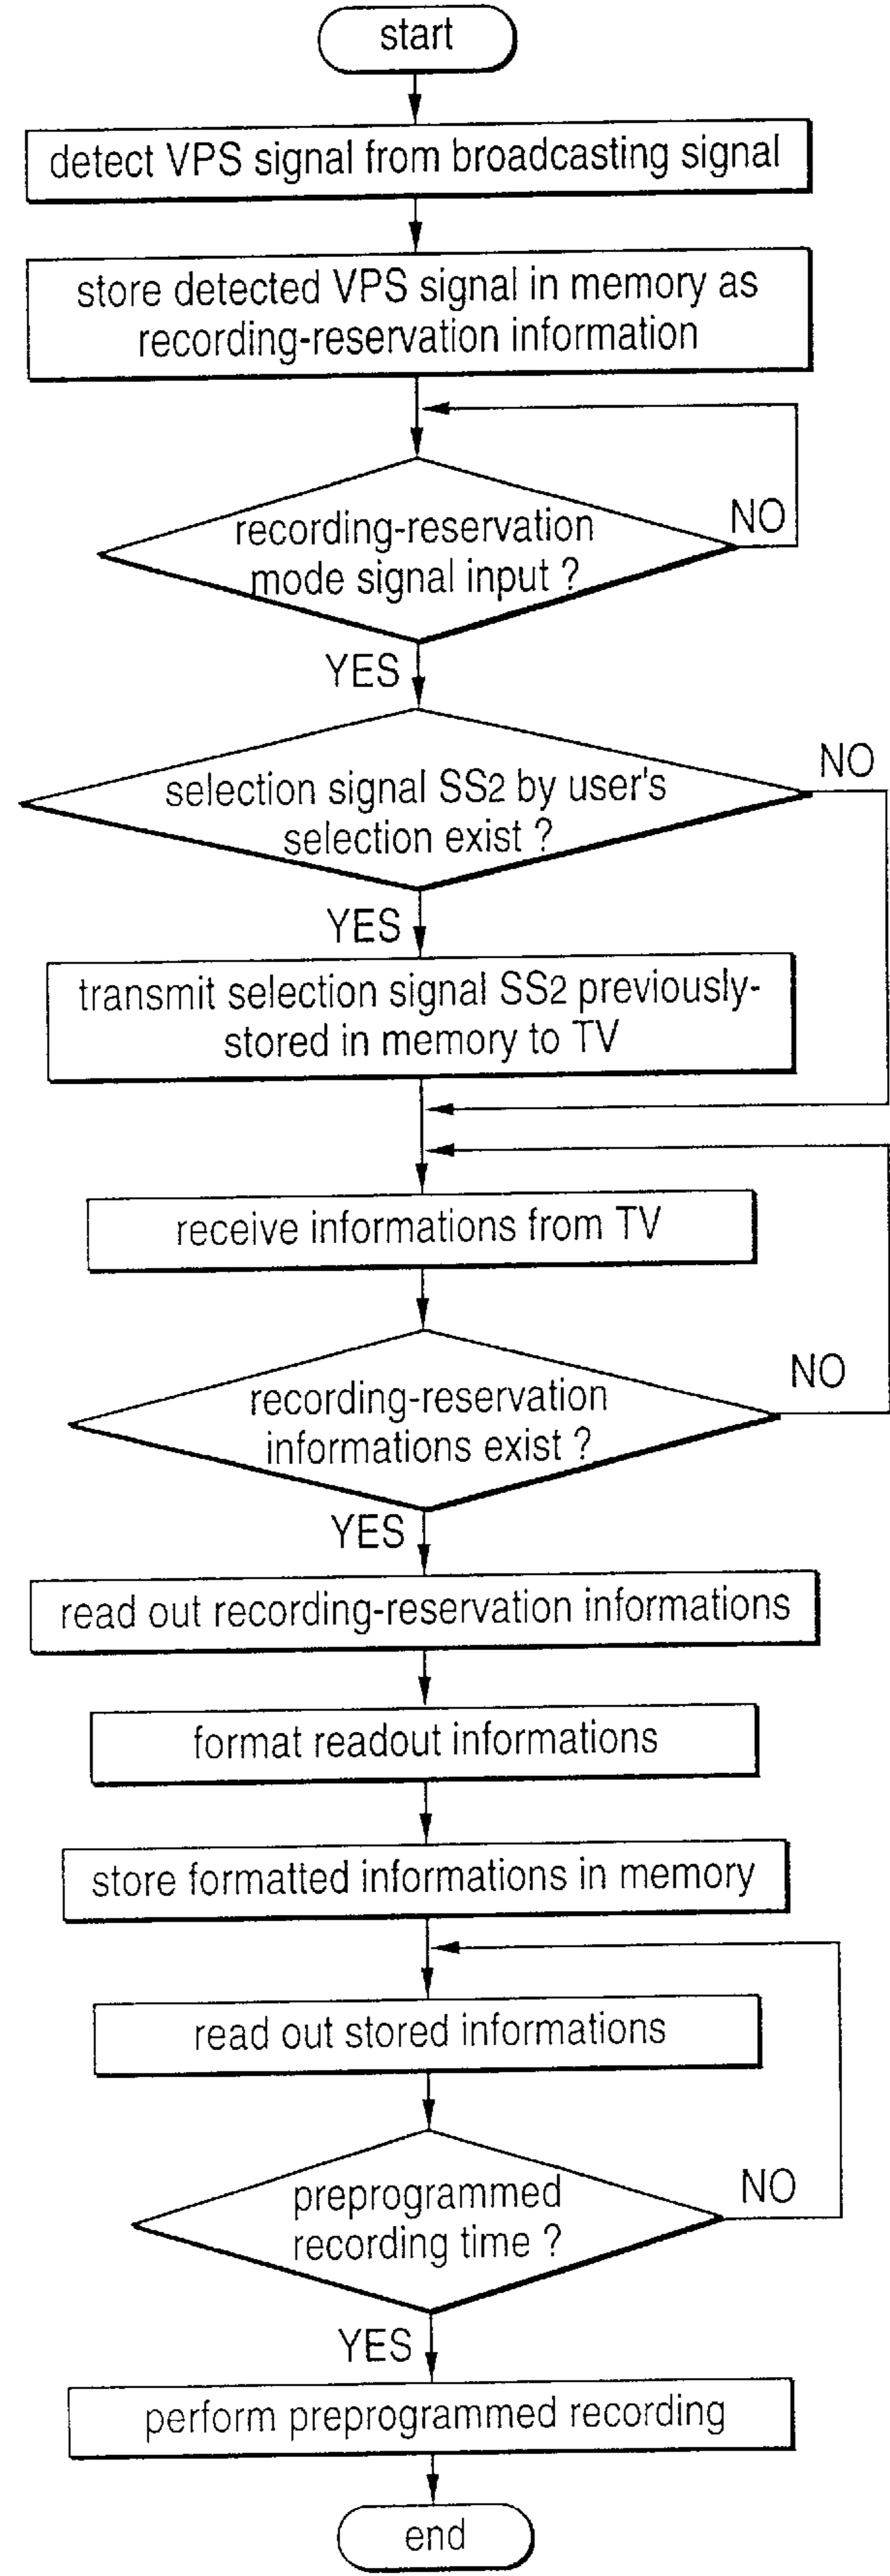 start
detect VPS signal from broadcasting signal
store detected VPS signal in memory as
recording-reservation information
NO
recording-reservation
mode signal input ?
YES
NO
selection signal SS2 by user's
selection exist ?
YES
transmit selection signal SS2 previously-
stored in memory to TV
receive informations from TV
NO
recording-reservation
informations exist ?
YES
read out recording-reservation informations
format readout informations
store formatted informations in memory
read out stored informations
NO
preprogrammed
recording time ?
YES
perform preprogrammed recording
end